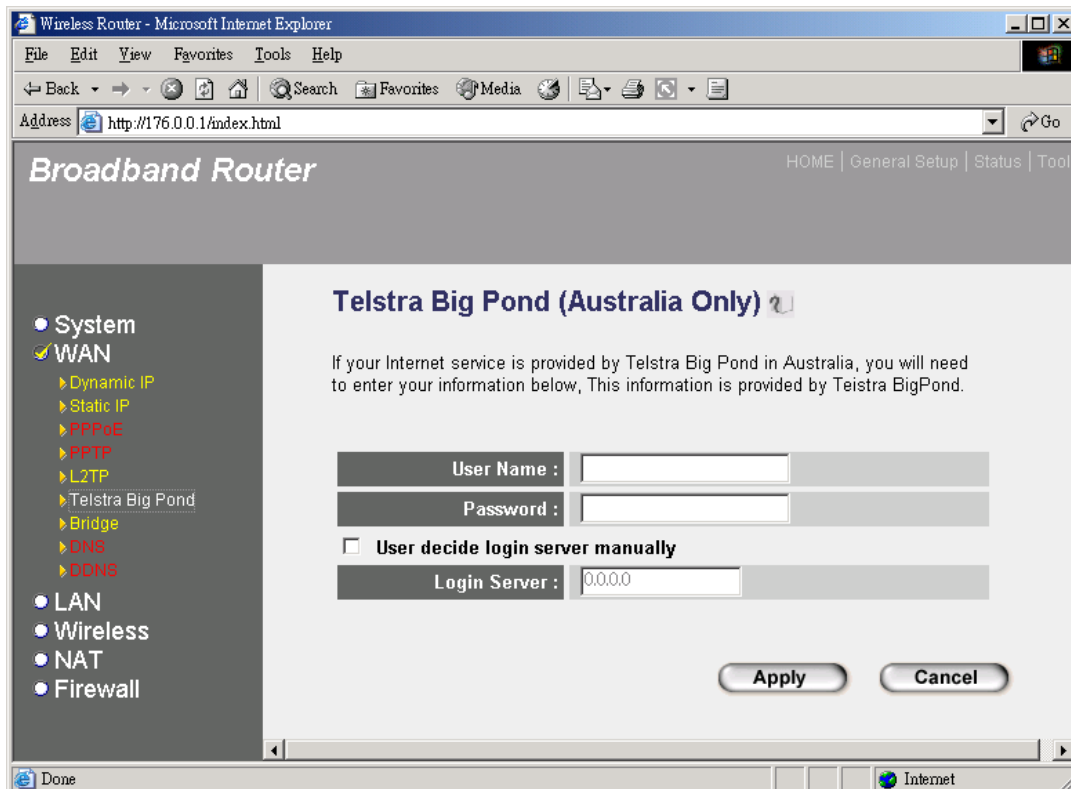 Wireless Router - Microsoft Internet Explorer
File Edit View Favorites Tools Help
Back Search Favorites Media
Address http://176.0.0.1/index.html Go
Broadband Router
HOME | General Setup | Status | Tool
System
WAN
Dynamic IP
Static IP
PPPoE
PPTP
L2TP
Telstra Big Pond
Bridge
DNS
DDNS
LAN
Wireless
NAT
Firewall
Telstra Big Pond (Australia Only)
If your Internet service is provided by Telstra Big Pond in Australia, you will need
to enter your information below, This information is provided by Teistra BigPond.
User Name :
Password :
User decide login server manually
Login Server : 0.0.0.0
Apply Cancel
Done Internet